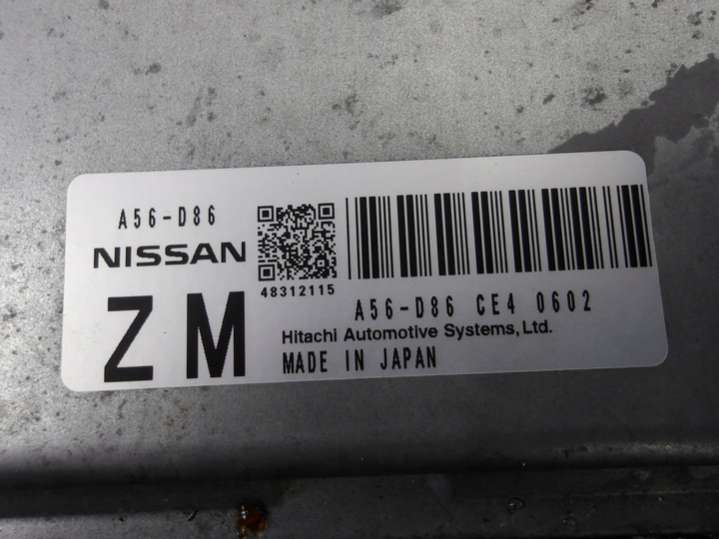 A56-D86
NISSAN
ZM
48312115
A56-D86 CE4 0602
Hitachi Automotive Systems, Ltd.
MADE IN JAPAN